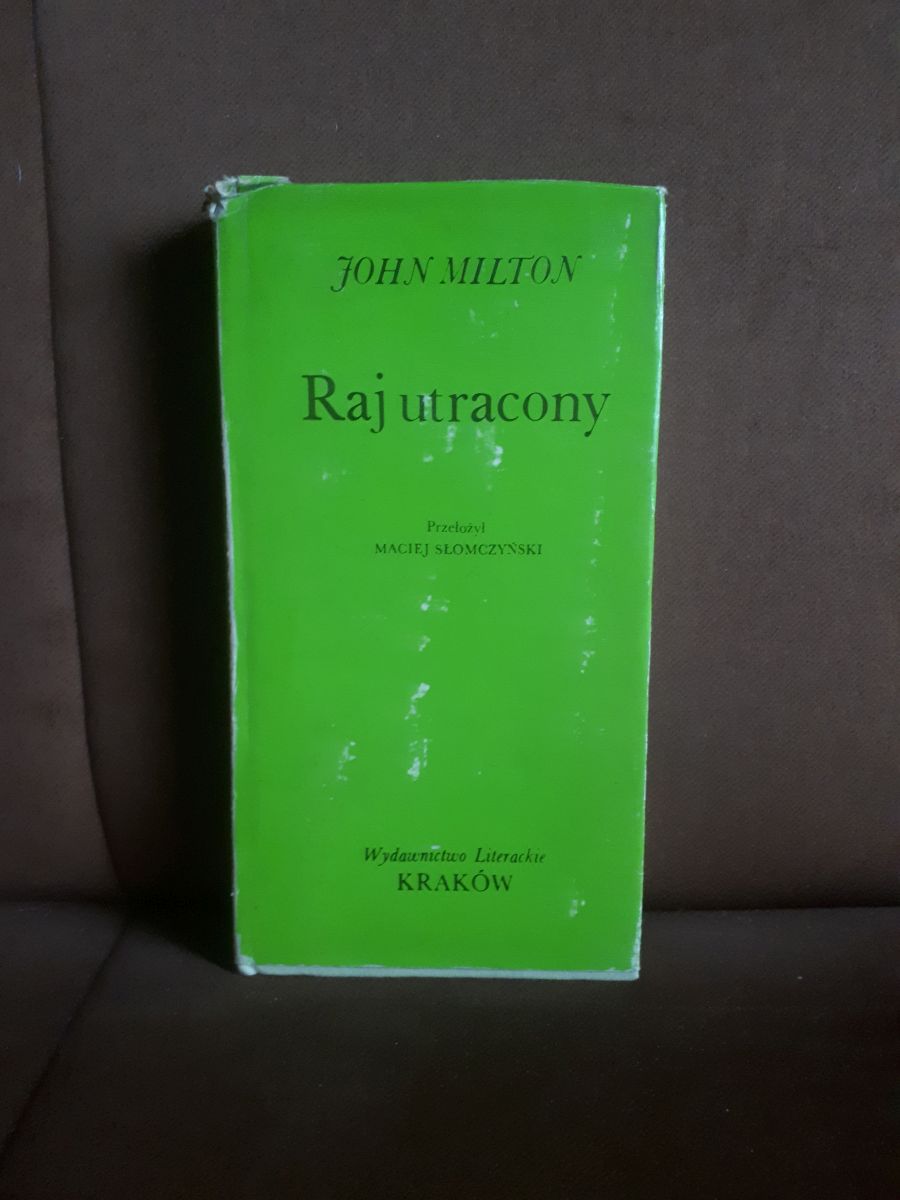 JOHN MILTON
Raj utracony
Przełożył
MACIEJ SŁOMCZYŃSKI
Wydawnictwo Literackie
KRAKÓW